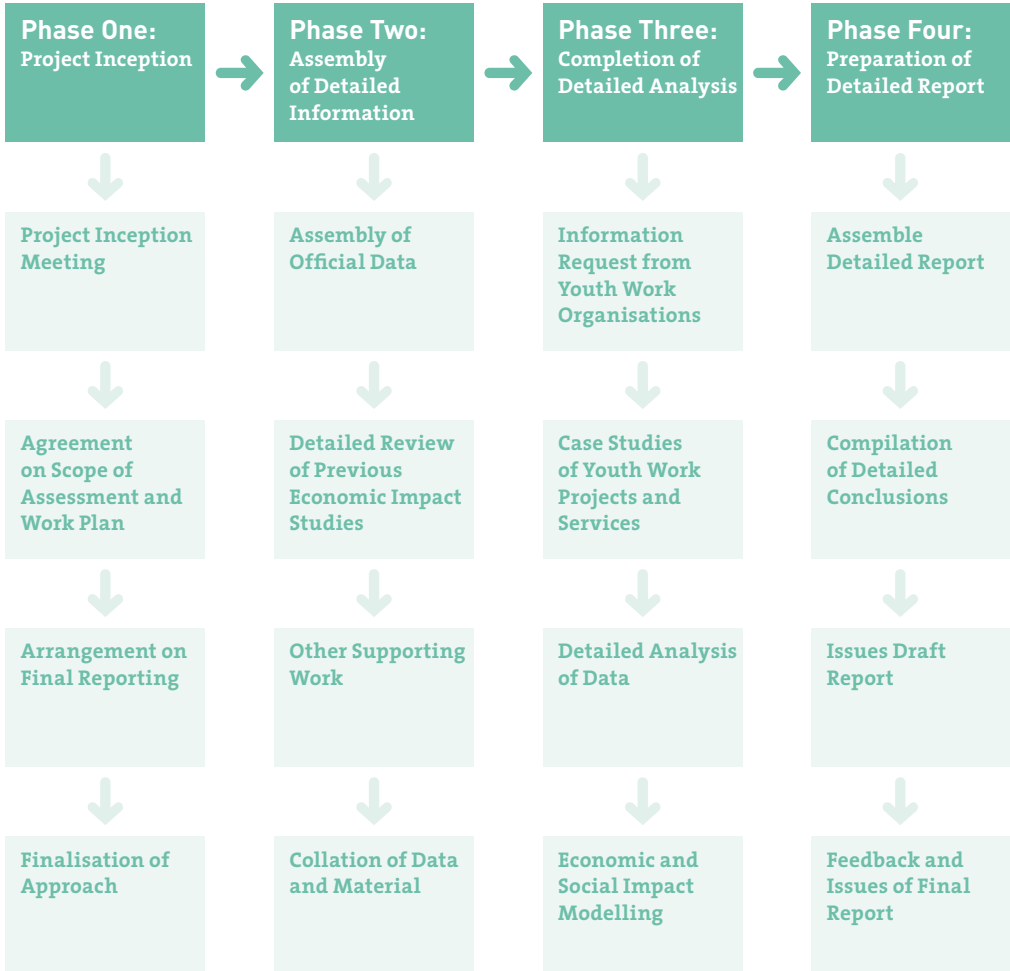 Phase One:
Project Inception
Phase Two:
Assembly
of Detailed
Information
Phase Three:
Completion of
Detailed Analysis
Phase Four:
Preparation of
Detailed Report
Project Inception
Meeting
Assembly of
Official Data
Information
Request from
Youth Work
Organisations
Assemble
Detailed Report
Agreement
on Scope of
Assessment and
Work Plan
Detailed Review
of Previous
Economic Impact
Studies
Case Studies
of Youth Work
Projects and
Services
Compilation
of Detailed
Conclusions
Arrangement on
Final Reporting
Other Supporting
Work
Detailed Analysis
of Data
Issues Draft
Report
Finalisation of
Approach
Collation of Data
and Material
Economic and
Social Impact
Modelling
Feedback and
Issues of Final
Report